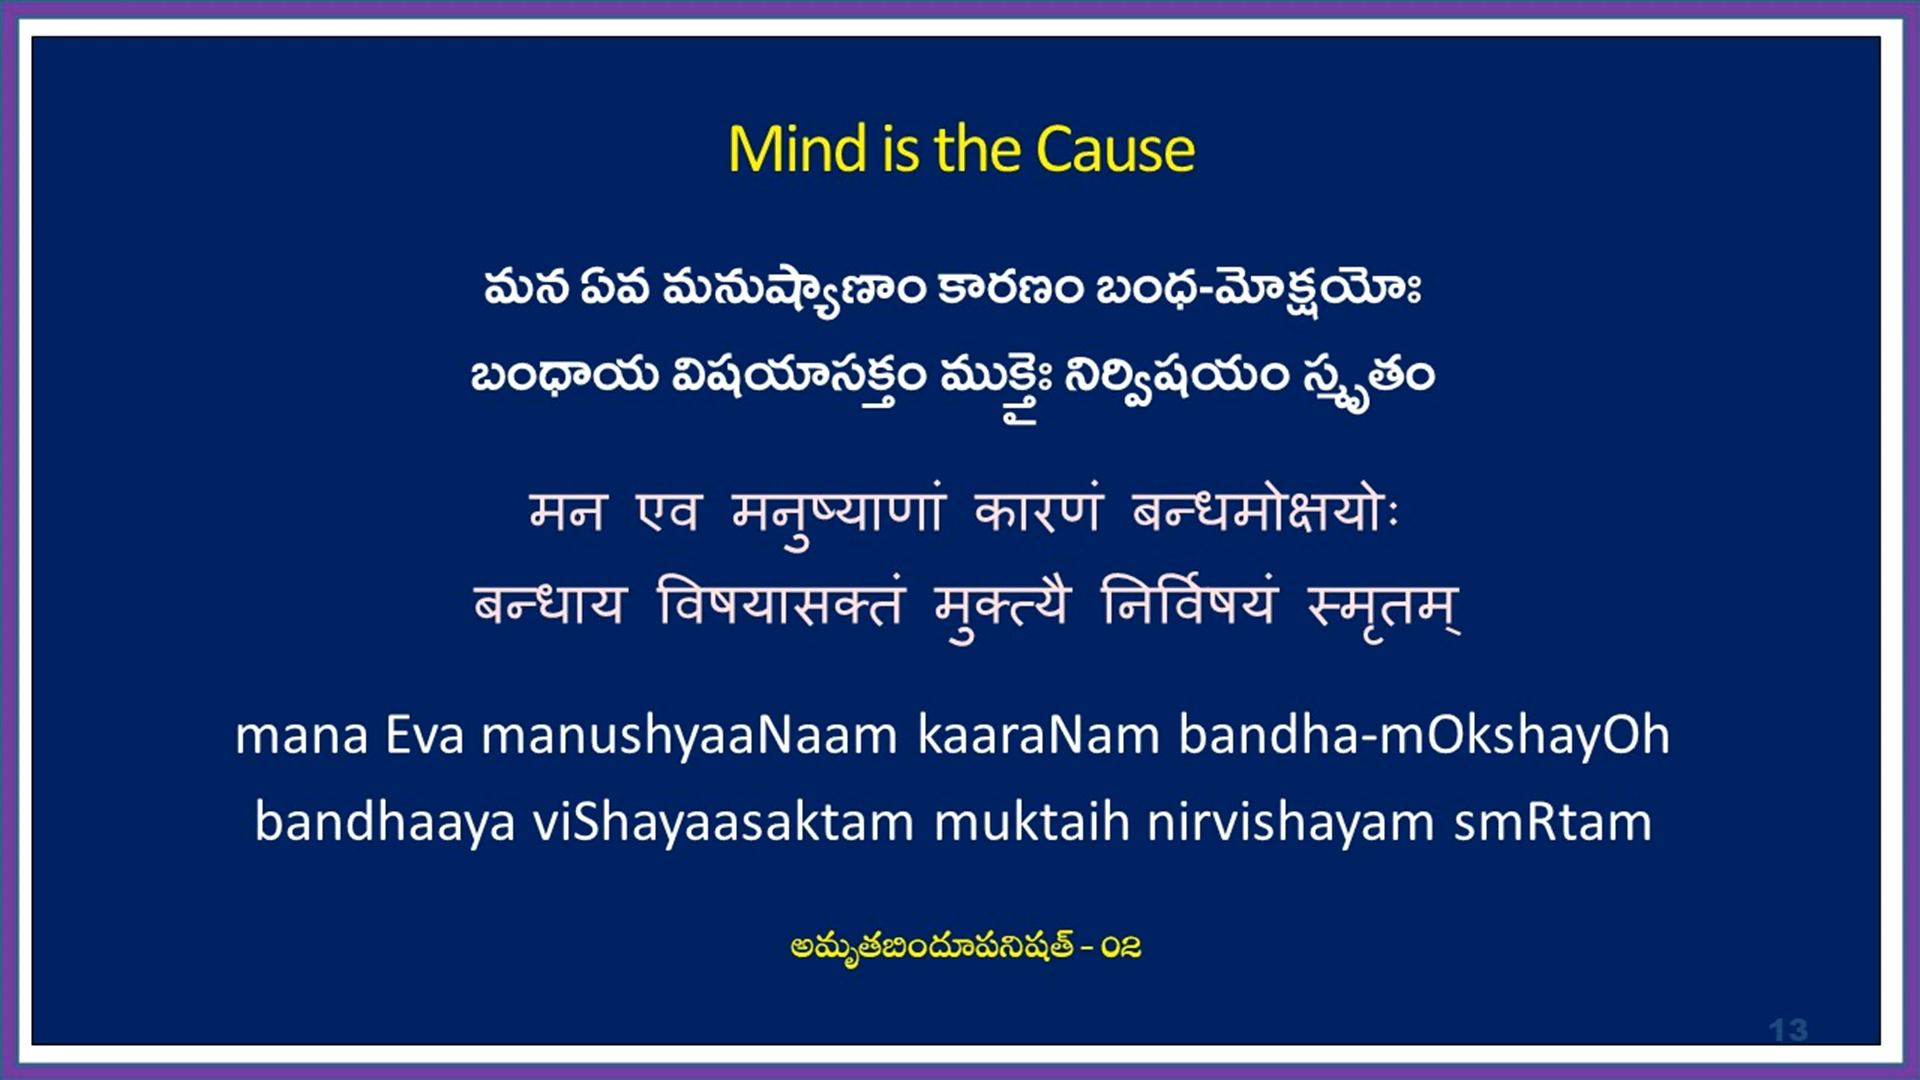 Mind is the Cause
మన ఏవ మనుష్యాణాం కారణం బంధ-మోక్షయోః
బంధాయ విషయాసక్తం ముక్తైః నిర్విషయం స్మృతం
मन एव मनुष्याणां कारणं बन्धमोक्षयोः
बन्धाय विषयासक्तं मुक्त्यै निर्विषयं स्मृतम्
mana Eva manushyaaNaam kaaraNam bandha-mOkshayOh
bandhaaya viShayaasaktam muktaih nirvishayam smRtam
అమృతబిందూపనిషత్ - ౦౨
13